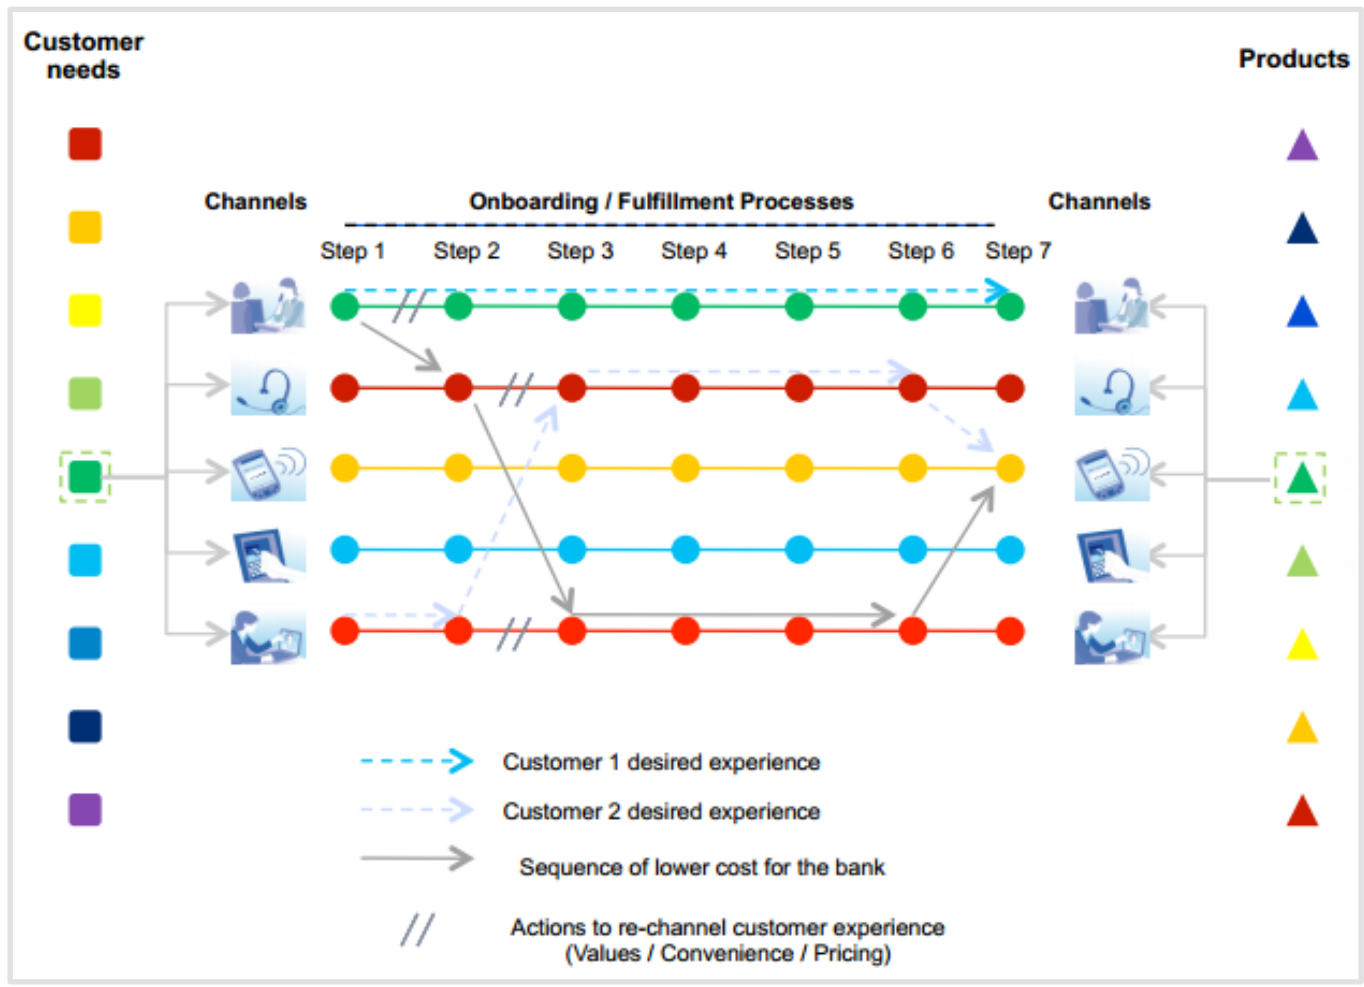 Customer
needs
Products
Channels
Onboarding / Fulfillment Processes
Channels
Step 1
Step 2
Step 3
Step 4
Step 5
Step 6
Step 7
Customer 1 desired experience
Customer 2 desired experience
Sequence of lower cost for the bank
Actions to re-channel customer experience
(Values / Convenience / Pricing)